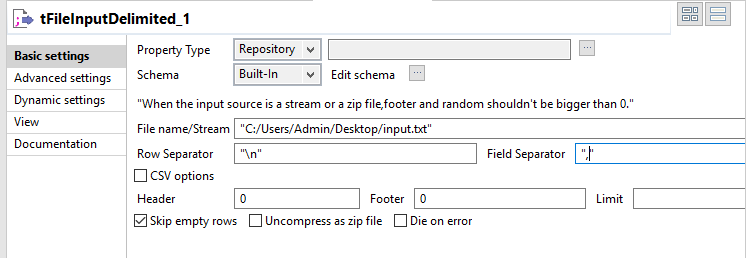 tFileInputDelimited_1
Basic settings
Advanced settings
Dynamic settings
View
Documentation
Property Type Repository ...
Schema Built-In Edit schema ...
"When the input source is a stream or a zip file,footer and random shouldn't be bigger than 0."
File name/Stream "C:/Users/Admin/Desktop/input.txt"
Row Separator "\n" Field Separator ","
CSV options
Header 0 Footer 0 Limit
Skip empty rows Uncompress as zip file Die on error